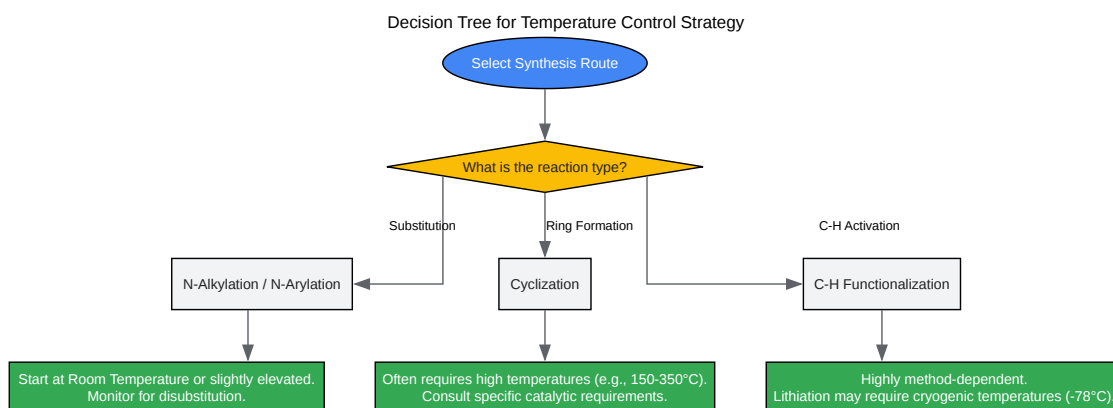 Decision Tree for Temperature Control Strategy
Select Synthesis Route
What is the reaction type?
Substitution
Ring Formation
C-H Activation
N-Alkylation / N-Arylation
Cyclization
C-H Functionalization
Start at Room Temperature or slightly elevated.
Monitor for disubstitution.
Often requires high temperatures (e.g., 150-350°C).
Consult specific catalytic requirements.
Highly method-dependent.
Lithiation may require cryogenic temperatures (-78°C)